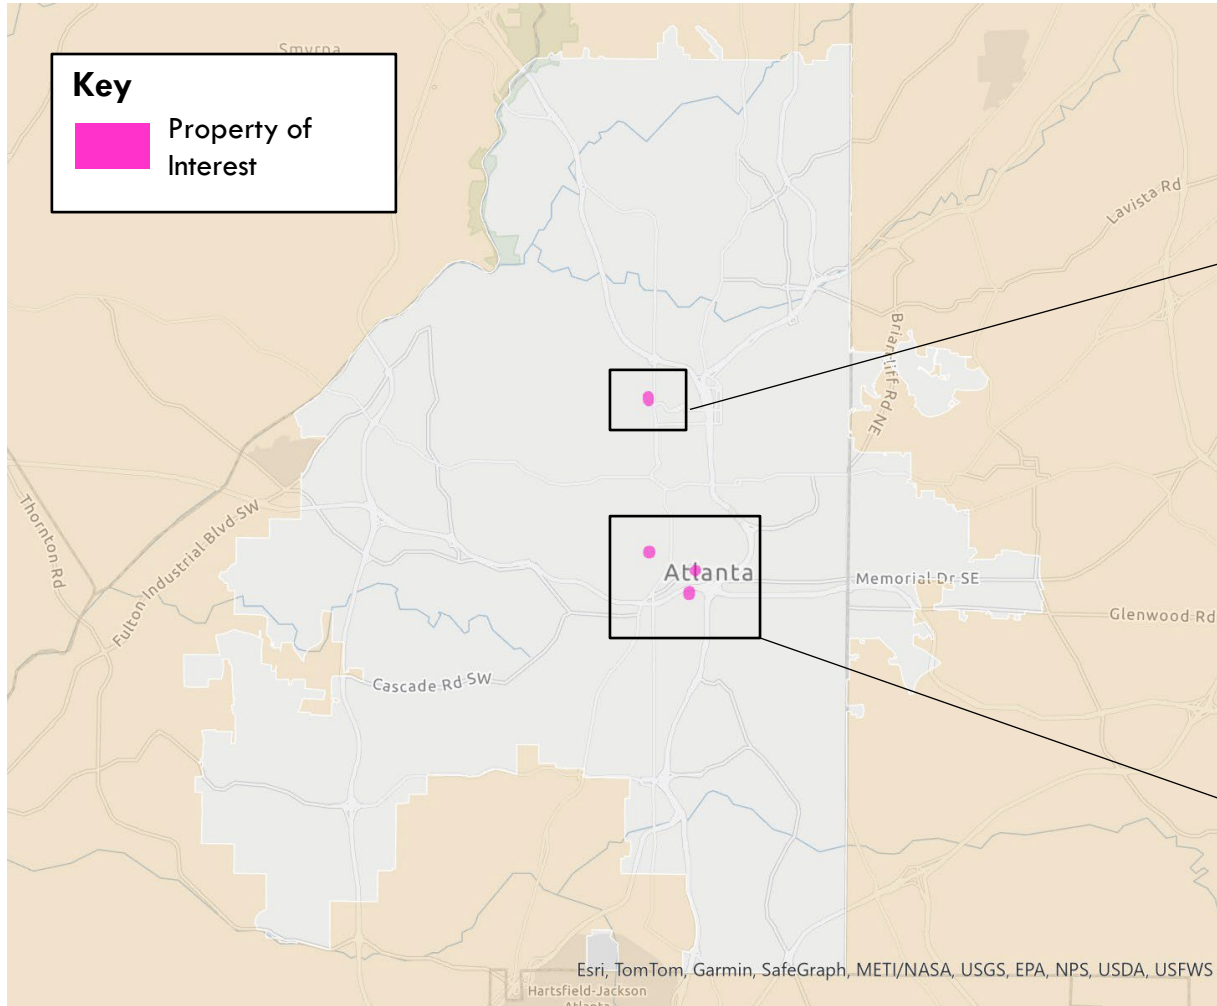 Smyrna
Key
Property of
Interest
Lavista Rd
Briarcliff Rd NE
Thornton Rd
Fulton Industrial Blvd SW
Atlanta
Memorial Dr SE
Glenwood Rd
Cascade Rd SW
Esri, TomTom, Garmin, SafeGraph, METI/NASA, USGS, EPA, NPS, USDA, USFWS
Hartsfield-Jackson
Atlanta